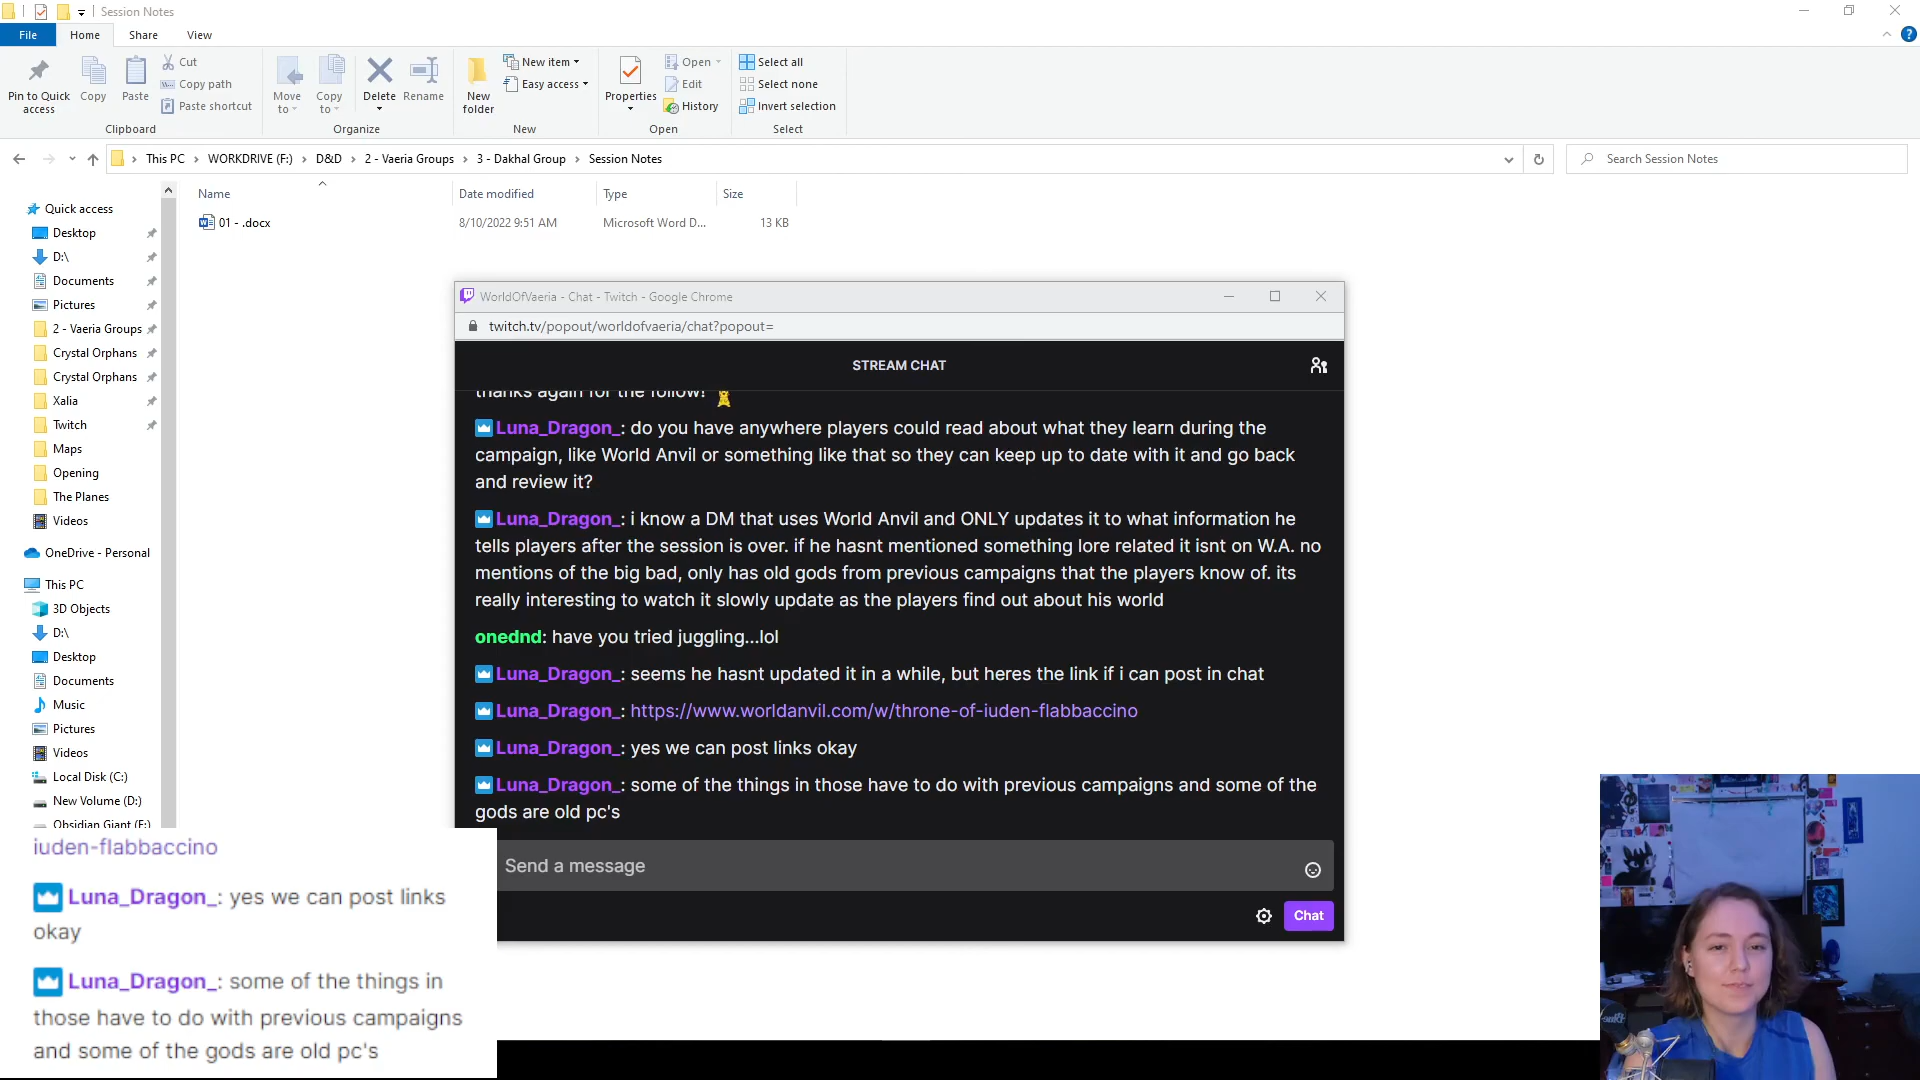 Session Notes
File
Home
Share
View
Pin to Quick access
Copy
Paste
Cut
Copy path
Paste shortcut
Clipboard
Move to
Copy to
Delete
Rename
Organize
New folder
New item
Easy access
New
Properties
Open
Edit
History
Open
Select all
Select none
Invert selection
Select
This PC > WORKDRIVE (F:) > D&D > 2 - Vaeria Groups > 3 - Dakhal Group > Session Notes
Search Session Notes
Name
Date modified
Type
Size
01 - .docx
8/10/2022 9:51 AM
Microsoft Word D...
13 KB
Quick access
Desktop
D:\
Documents
Pictures
2 - Vaeria Groups
Crystal Orphans
Crystal Orphans
Xalia
Twitch
Maps
Opening
The Planes
Videos
OneDrive - Personal
This PC
3D Objects
D:\
Desktop
Documents
Music
Pictures
Videos
Local Disk (C:)
New Volume (D:)
Obsidian Giant (E:)
WorldOfVaeria - Chat - Twitch - Google Chrome
twitch.tv/popout/worldofvaeria/chat?popout=
STREAM CHAT
thanks again for the follow!
Luna_Dragon_: do you have anywhere players could read about what they learn during the
campaign, like World Anvil or something like that so they can keep up to date with it and go back
and review it?
Luna_Dragon_: i know a DM that uses World Anvil and ONLY updates it to what information he
tells players after the session is over. if he hasnt mentioned something lore related it isnt on W.A. no
mentions of the big bad, only has old gods from previous campaigns that the players know of. its
really interesting to watch it slowly update as the players find out about his world
onednd: have you tried juggling...lol
Luna_Dragon_: seems he hasnt updated it in a while, but heres the link if i can post in chat
Luna_Dragon_: https://www.worldanvil.com/w/throne-of-iuden-flabbaccino
Luna_Dragon_: yes we can post links okay
Luna_Dragon_: some of the things in those have to do with previous campaigns and some of the
gods are old pc's
Send a message
Chat
iuden-flabbaccino
Luna_Dragon_: yes we can post links
okay
Luna_Dragon_: some of the things in
those have to do with previous campaigns
and some of the gods are old pc's